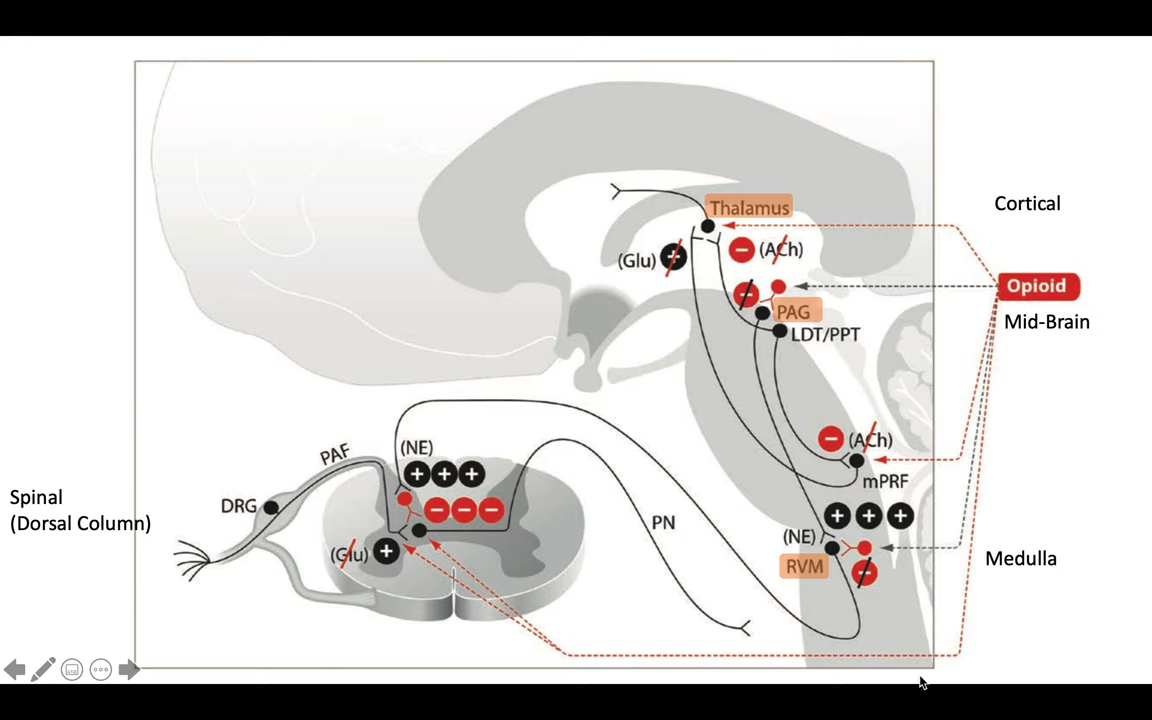 Thalamus
Cortical
(Glu)
(ACh)
Opioid
PAG
Mid-Brain
LDT/PPT
(NE)
(ACh)
PAF
mPRF
Spinal
(Dorsal Column)
DRG
PN
(NE)
(Glu)
RVM
Medulla